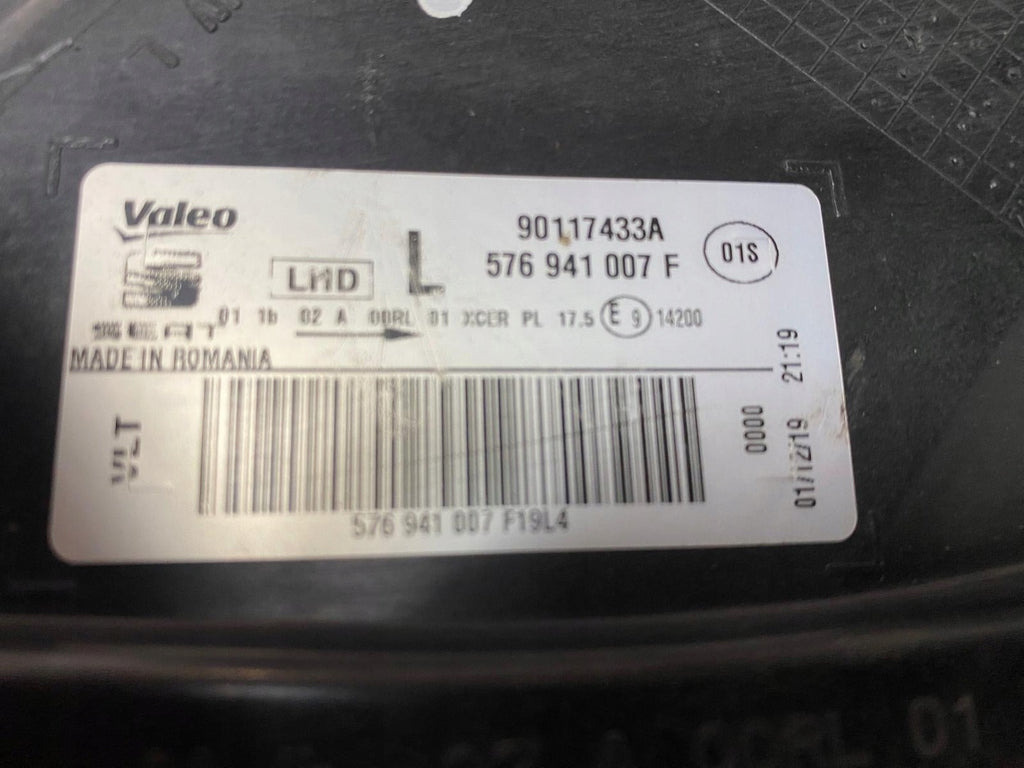 Valeo
90117433A
L
576 941 007 F
01S
LHD
01 1b 02 A 00RL 01 XCER PL 17.5 E 9 14200
MADE IN ROMANIA
VLT
0000
01/12/19 21:19
576 941 007 F19L4
01